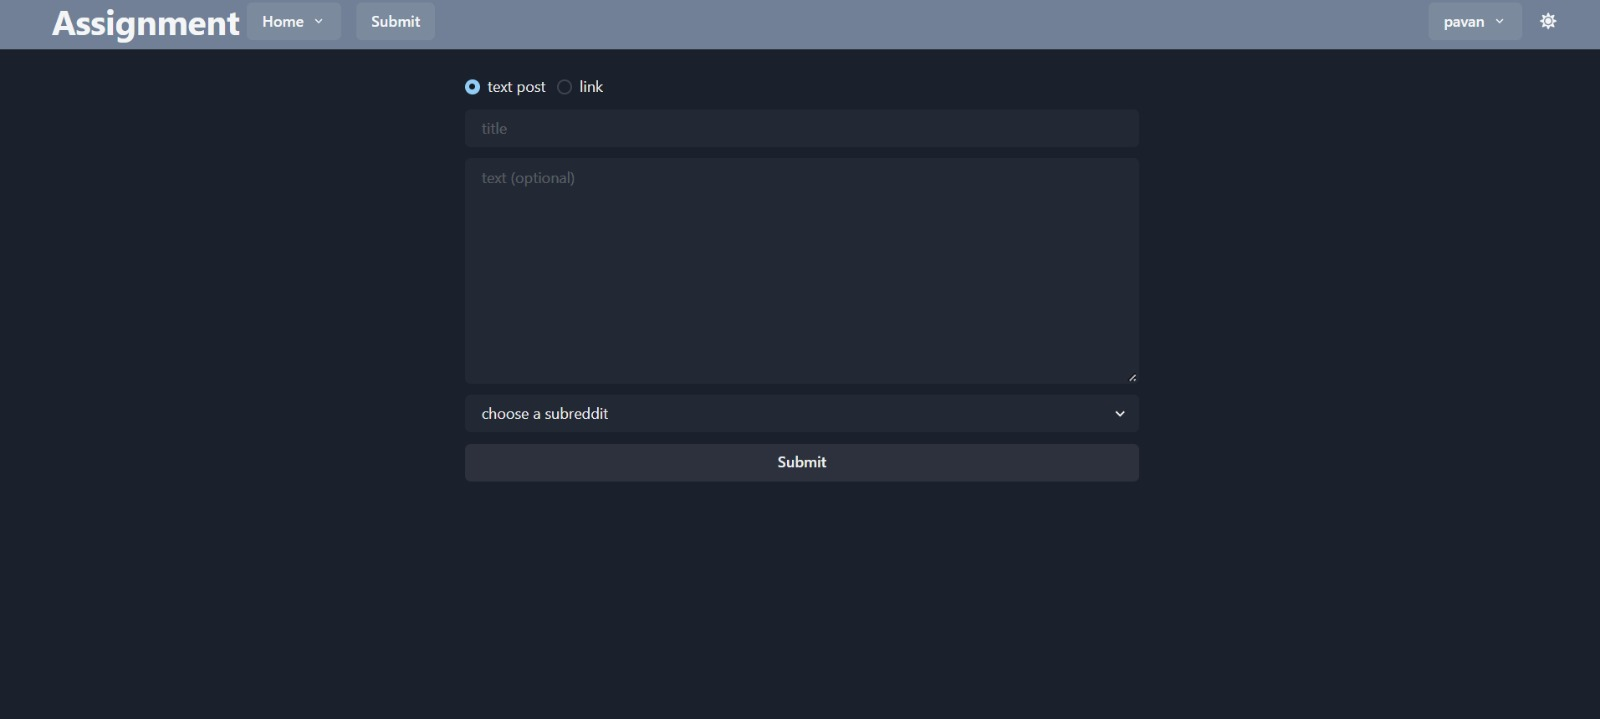 Assignment Home Submit pavan
text post link
title
text (optional)
choose a subreddit
Submit